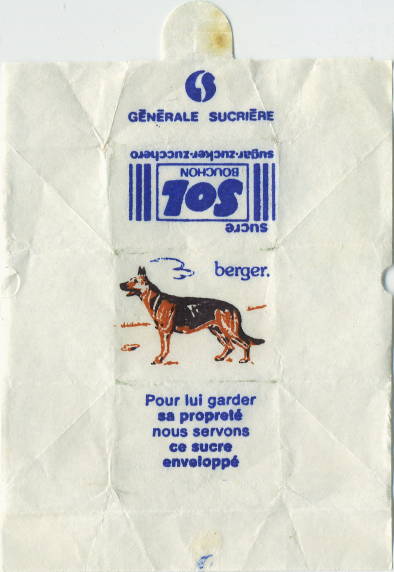 GÉNÉRALE SUCRIÈRE
sucre
SOL
BOUCHON
sugar-zucker-zucchero
berger.
Pour lui garder
sa propreté
nous servons
ce sucre
enveloppé